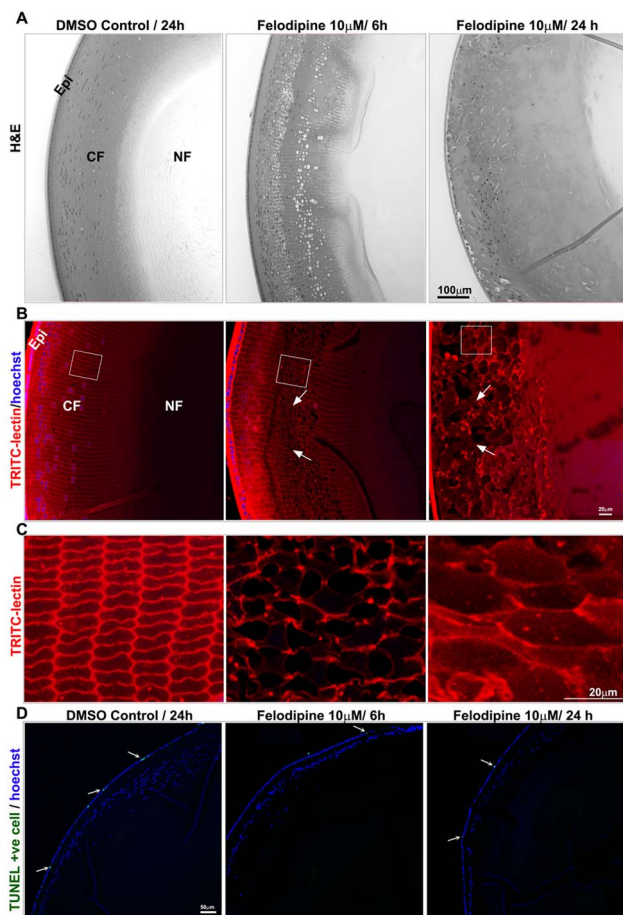 A
DMSO Control / 24h
Felodipine 10μM/ 6h
Felodipine 10μM/ 24 h
H&E
Epi
CF
NF
100μm
B
TRITC-lectin/hoechst
Epi
CF
NF
20μm
C
TRITC-lectin
20μm
D
DMSO Control / 24h
Felodipine 10μM/ 6h
Felodipine 10μM/ 24 h
TUNEL +ve cell / hoechst
50μm